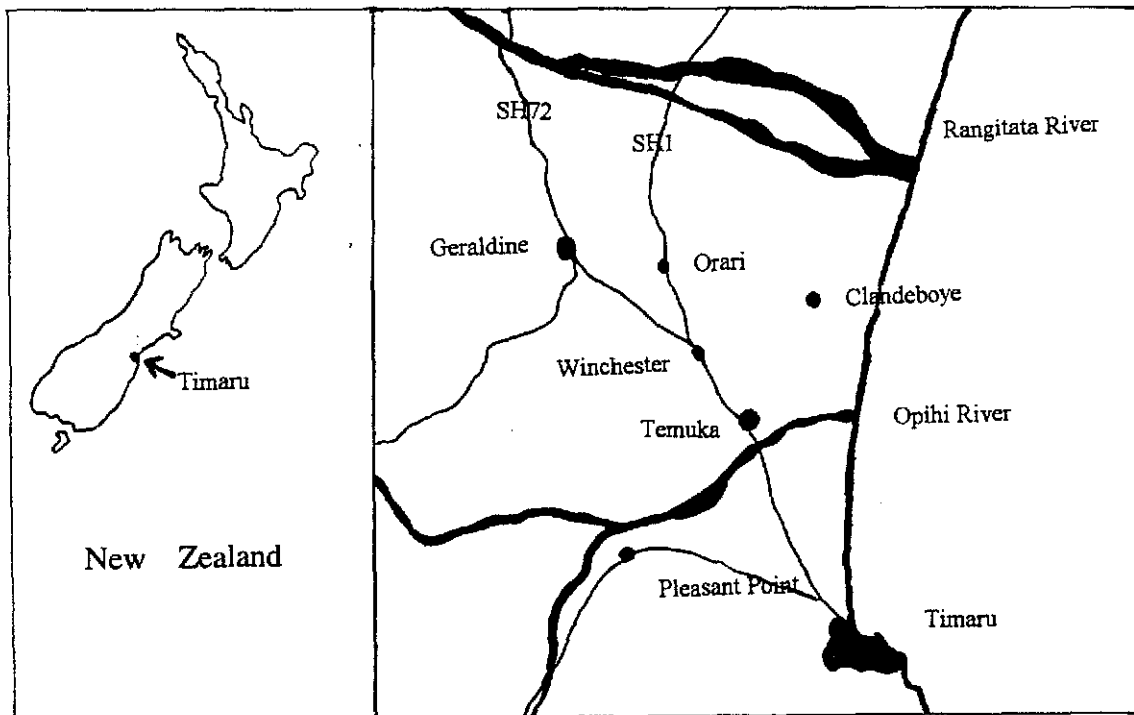 Timaru
New Zealand
SH72
SH1
Rangitata River
Geraldine
Orari
Clandeboye
Winchester
Temuka
Opihi River
Pleasant Point
Timaru